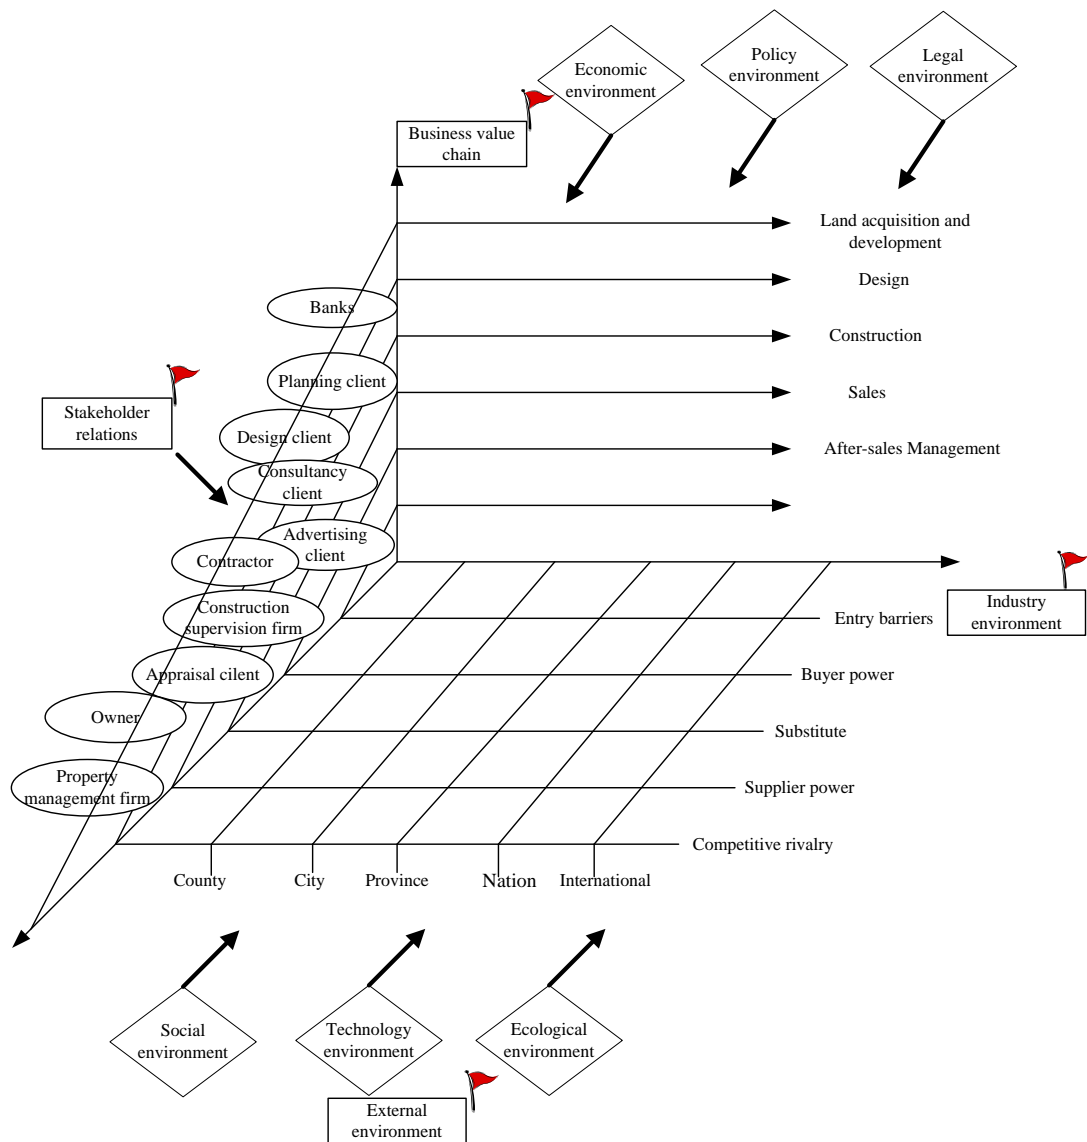 Economic
environment
Policy
environment
Legal
environment
Business value
chain
Land acquisition and
development
Design
Banks
Construction
Planning client
Sales
Stakeholder
relations
Design client
After-sales Management
Consultancy
client
Advertising
client
Contractor
Industry
environment
Construction
supervision firm
Entry barriers
Appraisal cilent
Buyer power
Owner
Substitute
Property
management firm
Supplier power
Competitive rivalry
County
City
Province
Nation
International
Social
environment
Technology
environment
Ecological
environment
External
environment